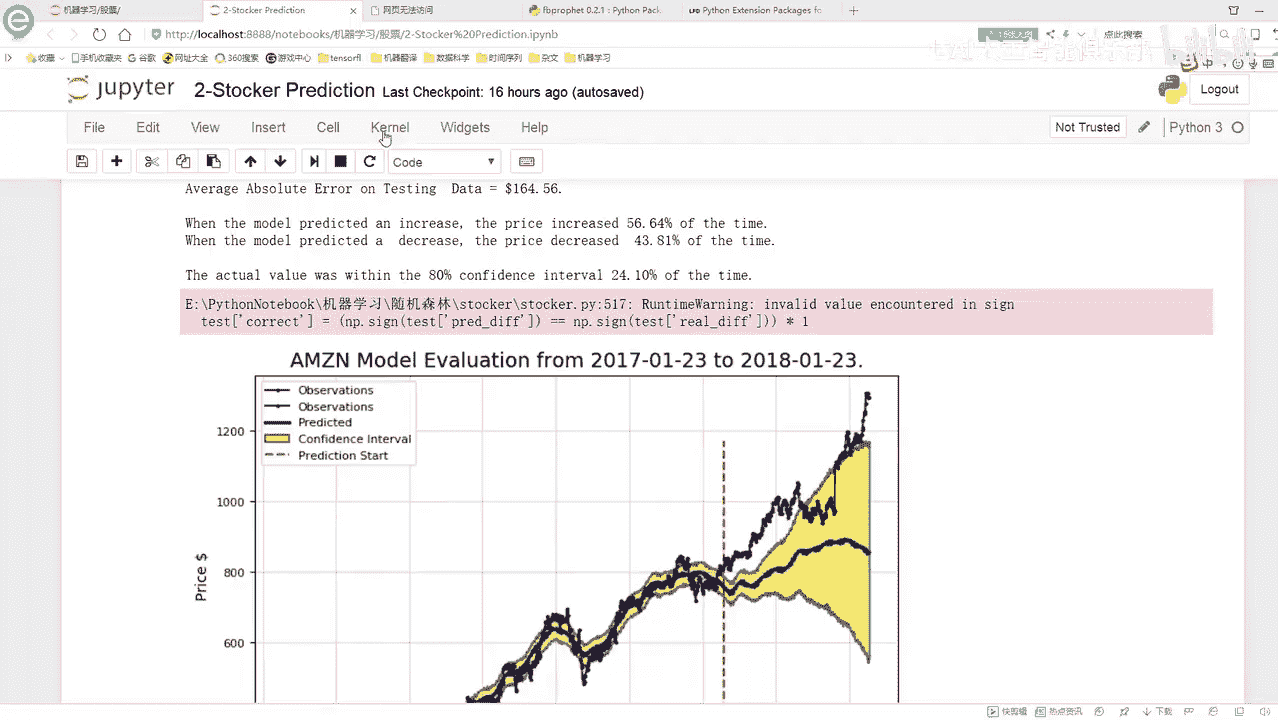 机器学习/股票/
2-Stocker Prediction
网页无法访问
fbprophet 0.2.1 : Python Pack
LFD Python Extension Packages fo
http://localhost:8888/notebooks/机器学习/股票/2-Stocker%20Prediction.ipynb
点此搜索
收藏 手机收藏夹 谷歌 网址大全 360搜索 游戏中心 tensorfl 机器翻译 数据科学 时间序列 杂文 机器学习
jupyter 2-Stocker Prediction Last Checkpoint: 16 hours ago (autosaved)
Logout
File Edit View Insert Cell Kernel Widgets Help
Not Trusted Python 3
Code
Average Absolute Error on Testing Data = $164.56.
When the model predicted an increase, the price increased 56.64% of the time.
When the model predicted a decrease, the price decreased 43.81% of the time.
The actual value was within the 80% confidence interval 24.10% of the time.
E:\PythonNotebook\机器学习\随机森林\stocker\stocker.py:517: RuntimeWarning: invalid value encountered in sign
test['correct'] = (np.sign(test['pred_diff']) == np.sign(test['real_diff'])) * 1
AMZN Model Evaluation from 2017-01-23 to 2018-01-23.
Observations
Observations
Predicted
Confidence Interval
Prediction Start
1200
1000
800
600
Price $
快剪辑 热点资讯 下载